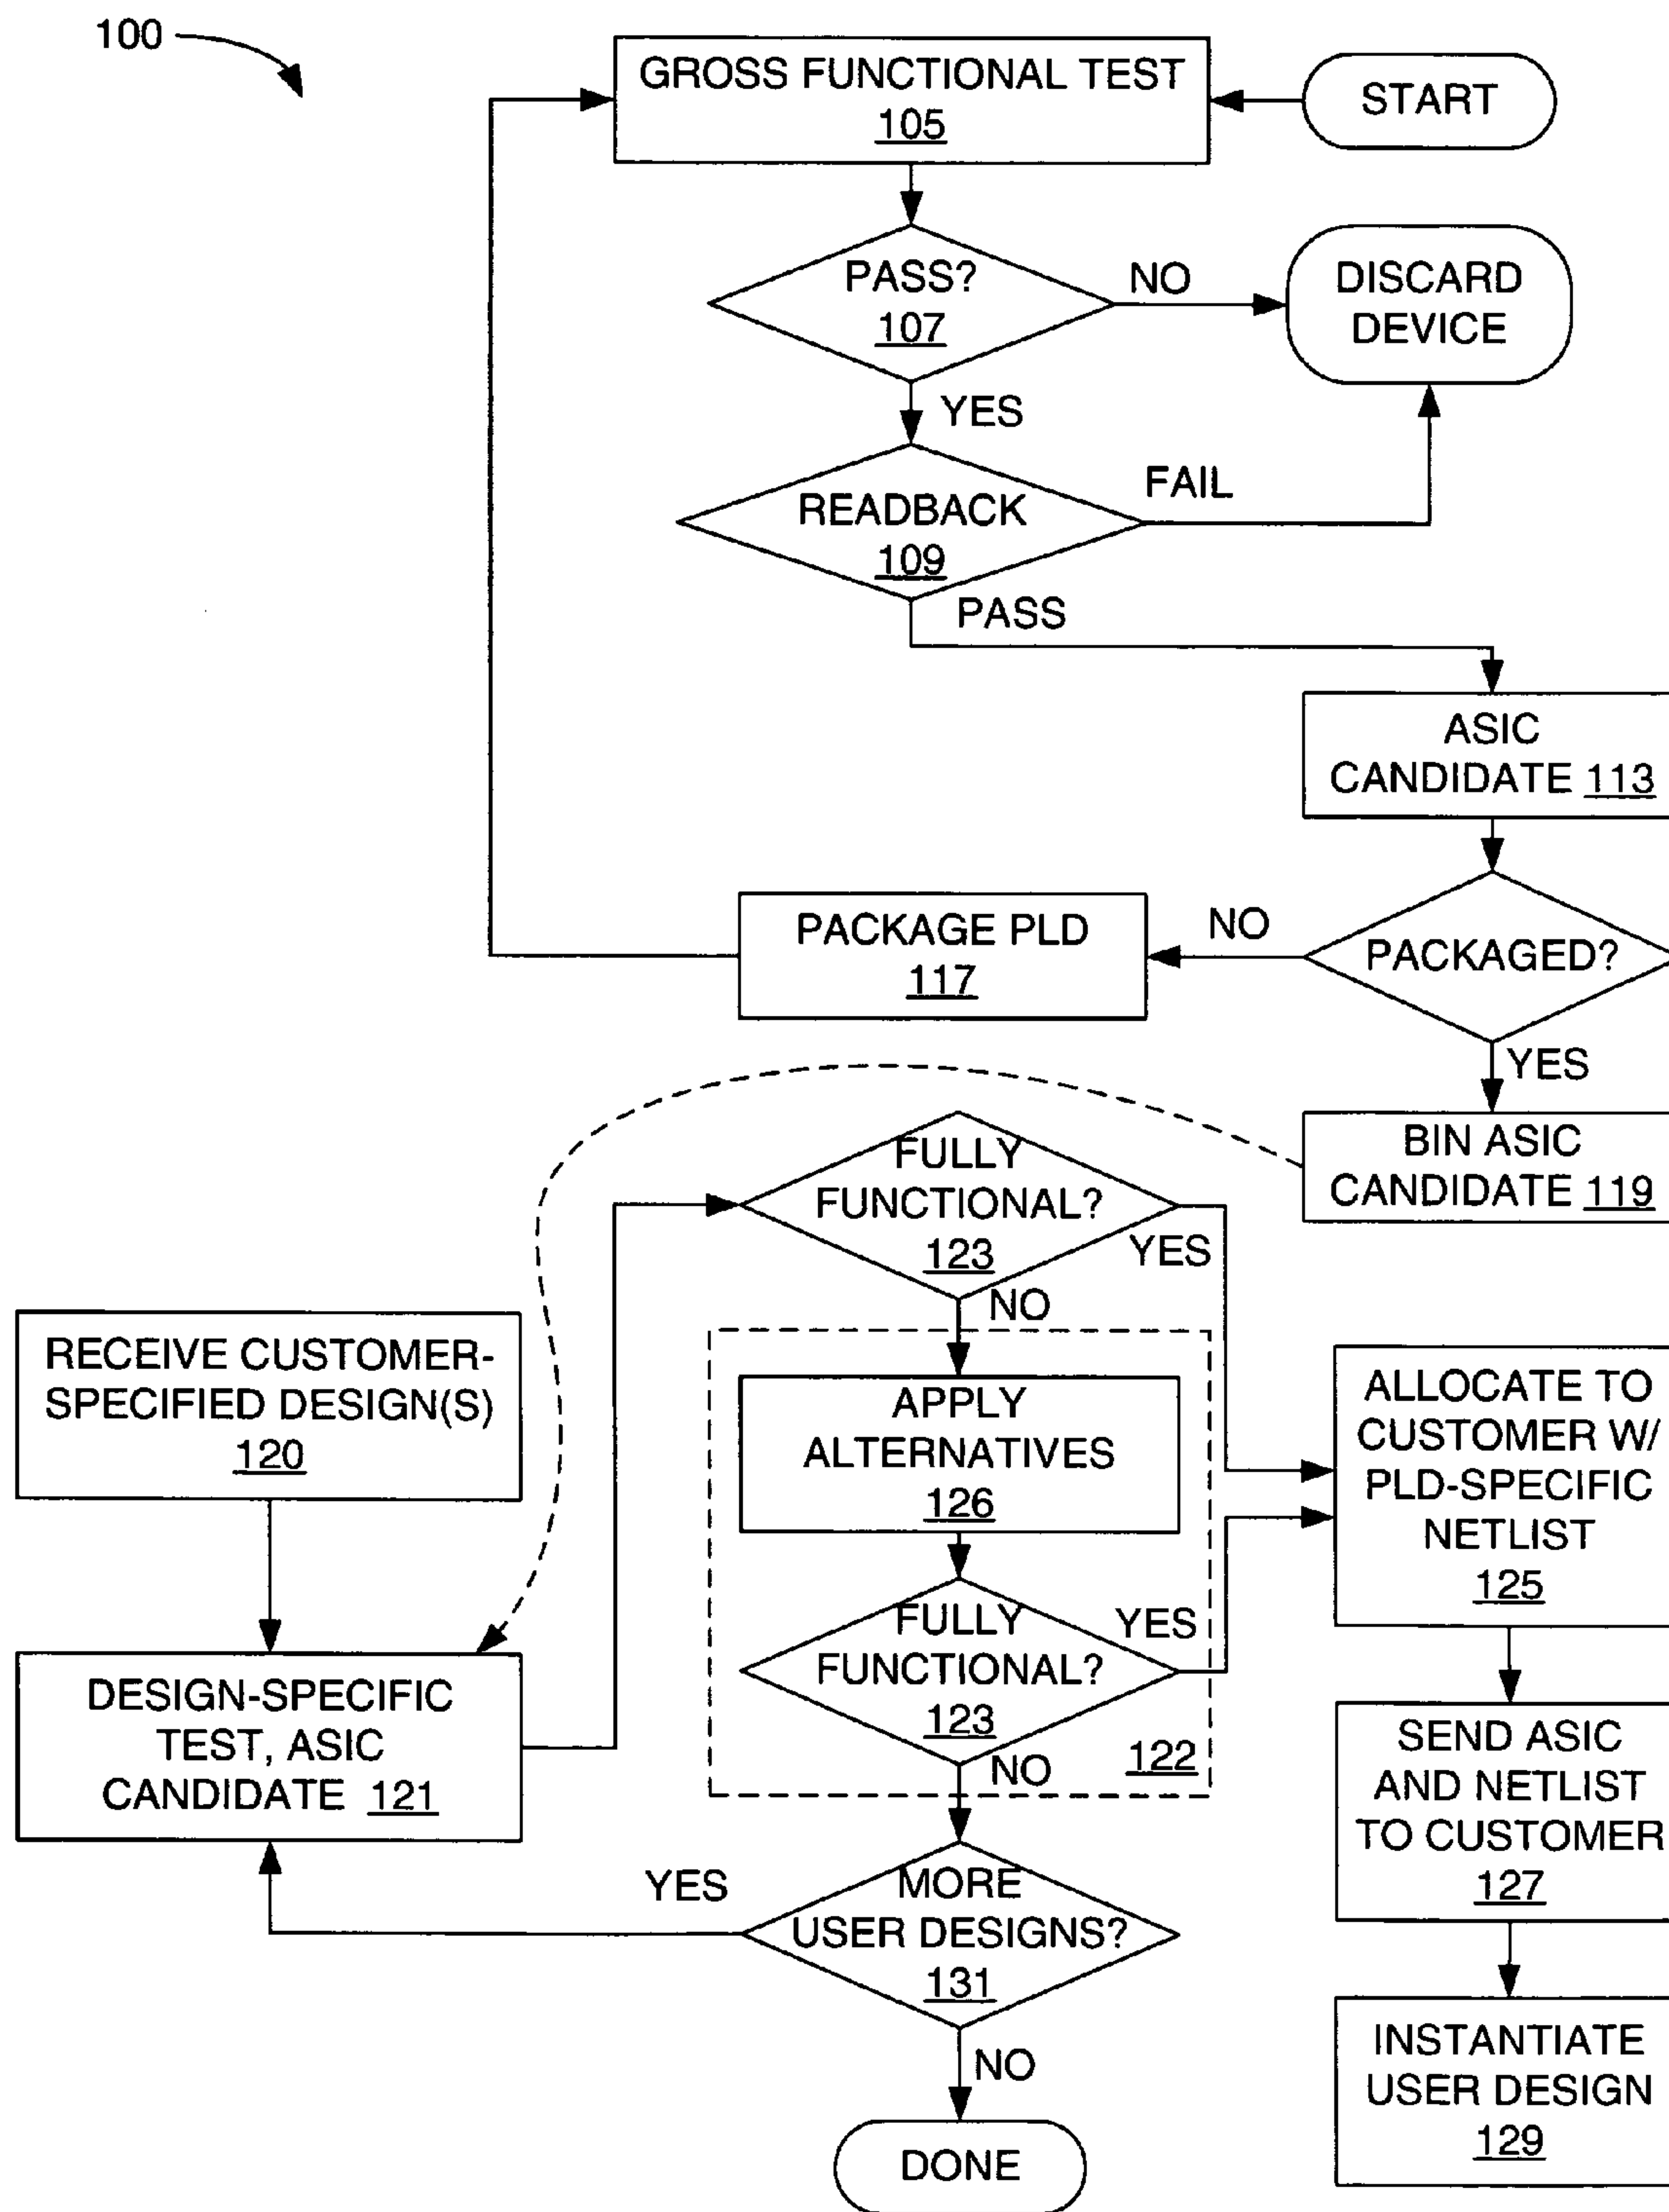 100
GROSS FUNCTIONAL TEST
105
START
PASS?
107
NO
DISCARD
DEVICE
YES
READBACK
109
FAIL
PASS
ASIC
CANDIDATE 113
PACKAGED?
NO
PACKAGE PLD
117
YES
BIN ASIC
CANDIDATE 119
FULLY
FUNCTIONAL?
123
YES
NO
RECEIVE CUSTOMER-
SPECIFIED DESIGN(S)
120
APPLY
ALTERNATIVES
126
ALLOCATE TO
CUSTOMER W/
PLD-SPECIFIC
NETLIST
125
FULLY
FUNCTIONAL?
123
YES
NO
122
DESIGN-SPECIFIC
TEST, ASIC
CANDIDATE 121
SEND ASIC
AND NETLIST
TO CUSTOMER
127
MORE
USER DESIGNS?
131
YES
NO
INSTANTIATE
USER DESIGN
129
DONE